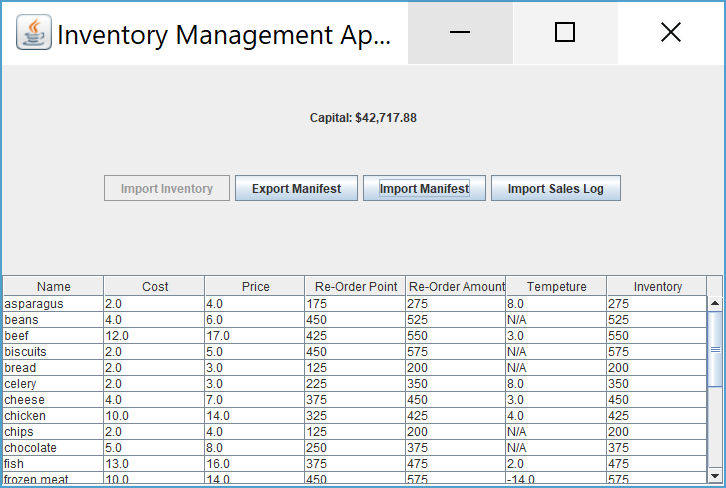 Inventory Management Ap...
Capital: $42,717.88
Import Inventory Export Manifest Import Manifest Import Sales Log
Name Cost Price Re-Order Point Re-Order Amount Tempeture Inventory
asparagus 2.0 4.0 175 275 8.0 275
beans 4.0 6.0 450 525 N/A 525
beef 12.0 17.0 425 550 3.0 550
biscuits 2.0 5.0 450 575 N/A 575
bread 2.0 3.0 125 200 N/A 200
celery 2.0 3.0 225 350 8.0 350
cheese 4.0 7.0 375 450 3.0 450
chicken 10.0 14.0 325 425 4.0 425
chips 2.0 4.0 125 200 N/A 200
chocolate 5.0 8.0 250 375 N/A 375
fish 13.0 16.0 375 475 2.0 475
frozen meat 10.0 14.0 450 575 -14.0 575